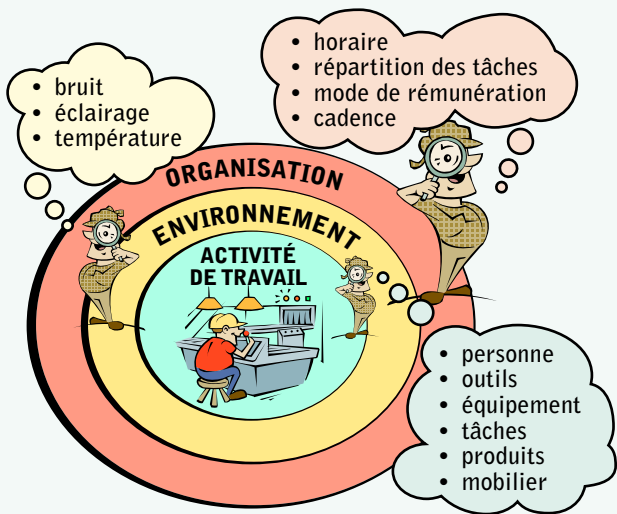 • bruit
• éclairage
• température
• horaire
• répartition des tâches
• mode de rémunération
• cadence
ORGANISATION
ENVIRONNEMENT
ACTIVITÉ
DE TRAVAIL
• personne
• outils
• équipement
• tâches
• produits
• mobilier